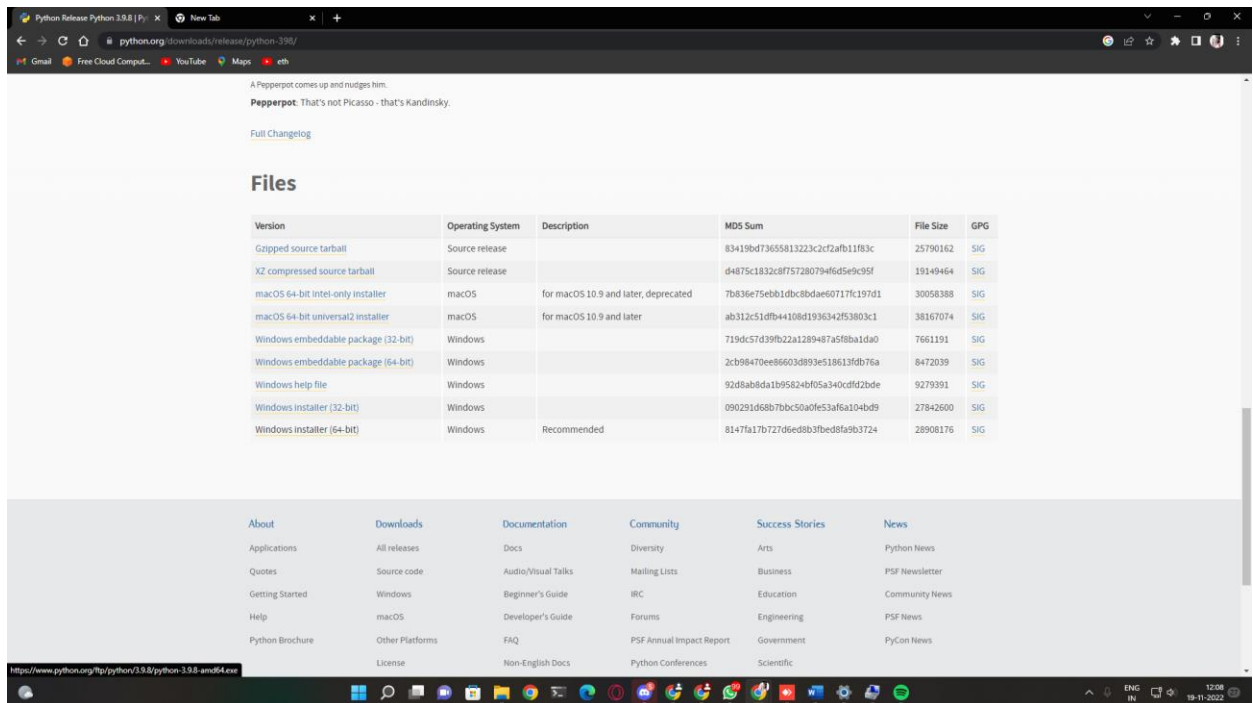 Python Release Python 3.9.8 | Py
New Tab
python.org/downloads/release/python-398/
Gmail Free Cloud Comput... YouTube Maps eth
A Pepperpot comes up and nudges him.
Pepperpot: That's not Picasso - that's Kandinsky.
Full Changelog
Files
Version Operating System Description MD5 Sum File Size GPG
Gzipped source tarball Source release 83419bd73655813223c2cf2afb11f83c 25790162 SIG
XZ compressed source tarball Source release d4875c1832c8f757280794f6d5e9c95f 19149464 SIG
macOS 64-bit Intel-only installer macOS for macOS 10.9 and later, deprecated 7b836e75ebb1dbc8bdae60717fc197d1 30058388 SIG
macOS 64-bit universal2 installer macOS for macOS 10.9 and later ab312c51dfb44108d1936342f53803c1 38167074 SIG
Windows embeddable package (32-bit) Windows 719dc57d39fb22a1289487a5f8ba1da0 7661191 SIG
Windows embeddable package (64-bit) Windows 2cb98470ee86603d893e518613fdb76a 8472039 SIG
Windows help file Windows 92d8ab8da1b95824bf05a340cdfd2bde 9279391 SIG
Windows installer (32-bit) Windows 090291d68b7bbc50a0fe53af6a104bd9 27842600 SIG
Windows installer (64-bit) Windows Recommended 8147fa17b727d6ed8b3fbed8fa9b3724 28908176 SIG
About Downloads Documentation Community Success Stories News
Applications All releases Docs Diversity Arts Python News
Quotes Source code Audio/Visual Talks Mailing Lists Business PSF Newsletter
Getting Started Windows Beginner's Guide IRC Education Community News
Help macOS Developer's Guide Forums Engineering PSF News
Python Brochure Other Platforms FAQ PSF Annual Impact Report Government PyCon News
License Non-English Docs Python Conferences Scientific
https://www.python.org/ftp/python/3.9.8/python-3.9.8-amd64.exe
ENG 12:08
IN 19-11-2022